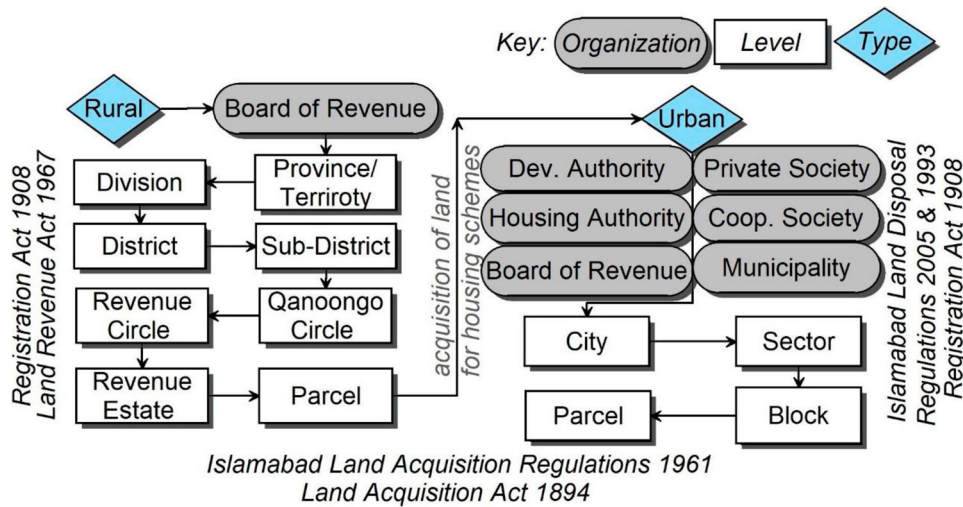 Key: Organization Level Type
Rural
Board of Revenue
Province/
Terriroty
Division
District
Sub-District
Qanoongo
Circle
Revenue
Circle
Revenue
Estate
Parcel
Registration Act 1908
Land Revenue Act 1967
acquisition of land
for housing schemes
Urban
Dev. Authority
Private Society
Housing Authority
Coop. Society
Board of Revenue
Municipality
City
Sector
Block
Parcel
Islamabad Land Disposal
Regulations 2005 & 1993
Registration Act 1908
Islamabad Land Acquisition Regulations 1961
Land Acquisition Act 1894